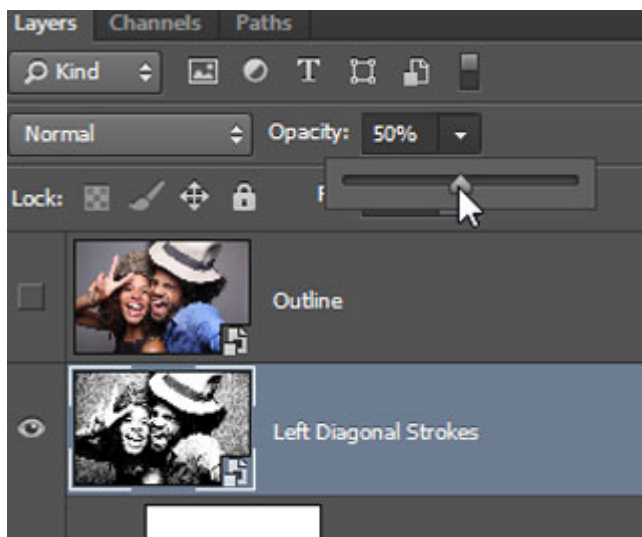 Layers Channels Paths
Kind T
Normal Opacity: 50%
Lock:
Outline
Left Diagonal Strokes